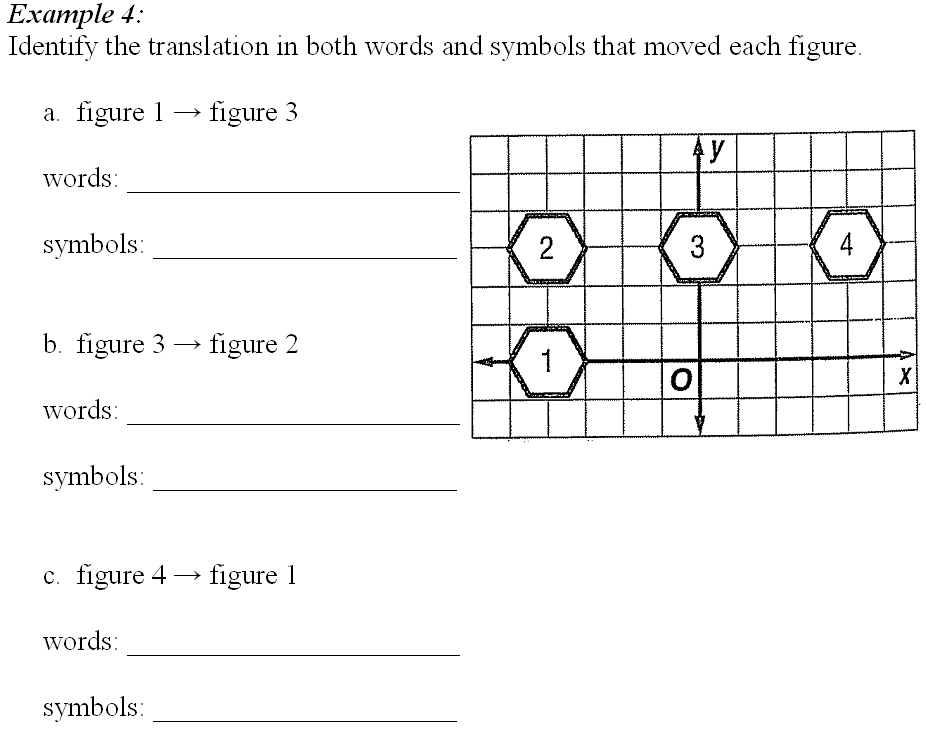 Example 4:
Identify the translation in both words and symbols that moved each figure.
a. figure 1 → figure 3
words:
symbols:
b. figure 3 → figure 2
words:
symbols:
c. figure 4 → figure 1
words:
symbols:
y
2
3
4
1
O
x